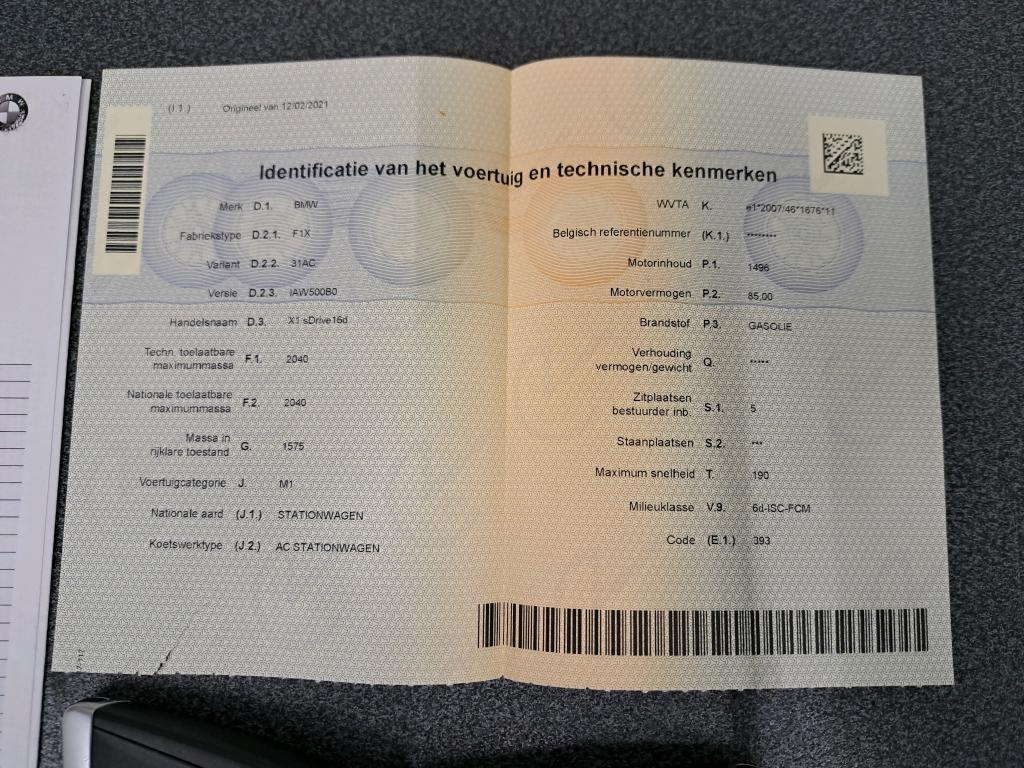 BMW
(I 1.) Origineel van 12/02/2021
Identificatie van het voertuig en technische kenmerken
Merk D.1. BMW
Fabriekstype D.2.1. F1X
Variant D.2.2. 31AC
Versie D.2.3. IAW500B0
Handelsnaam D.3. X1 sDrive16d
Techn. toelaatbare
maximummassa F.1. 2040
Nationale toelaatbare
maximummassa F.2. 2040
Massa in
rijklare toestand G. 1575
Voertuigcategorie J. M1
Nationale aard (J.1.) STATIONWAGEN
Koetswerktype (J.2.) AC STATIONWAGEN
WVTA K. e1*2007/46*1676*11
Belgisch referentienummer (K.1.) ********
Motorinhoud P.1. 1496
Motorvermogen P.2. 85,00
Brandstof P.3. GASOLIE
Verhouding
vermogen/gewicht Q. *****
Zitplaatsen
bestuurder inb. S.1. 5
Staanplaatsen S.2. ***
Maximum snelheid T. 190
Milieuklasse V.9. 6d-ISC-FCM
Code (E.1.) 393